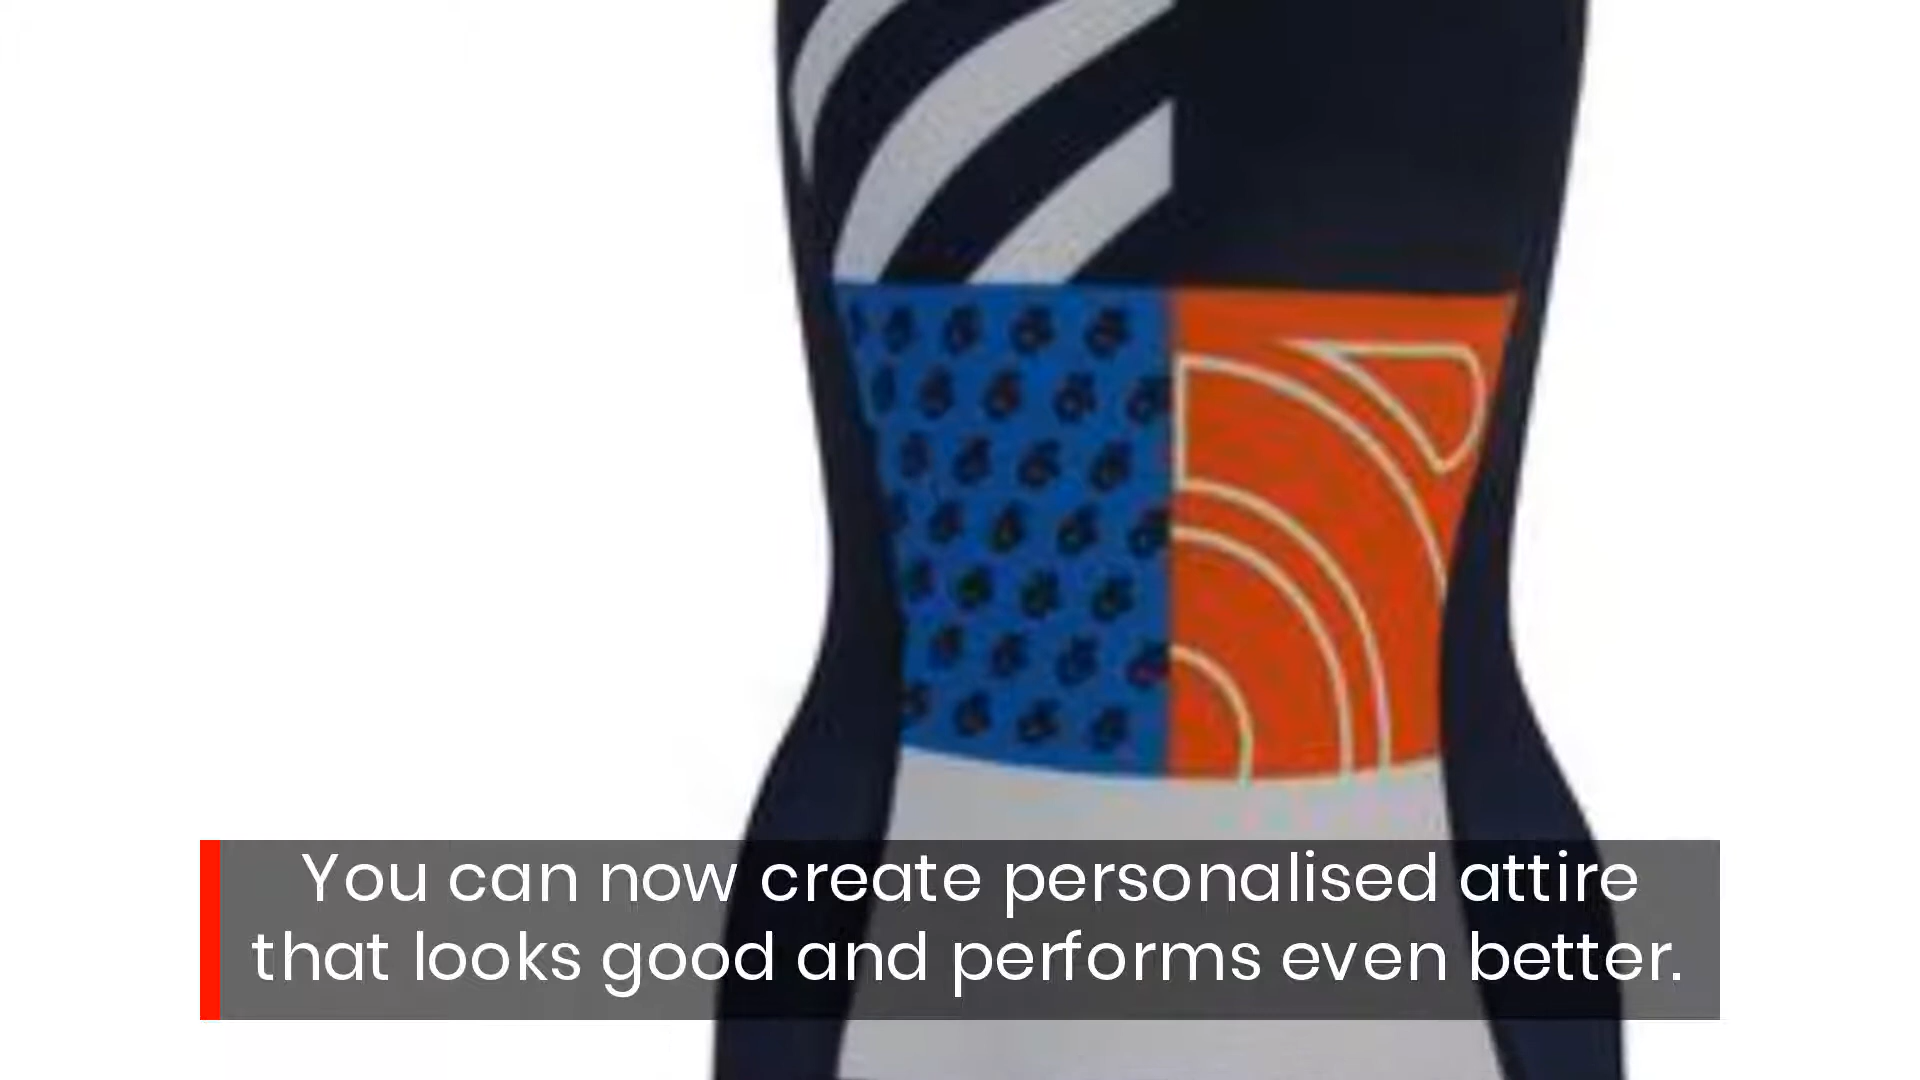 You can now create personalised attire
that looks good and performs even better.